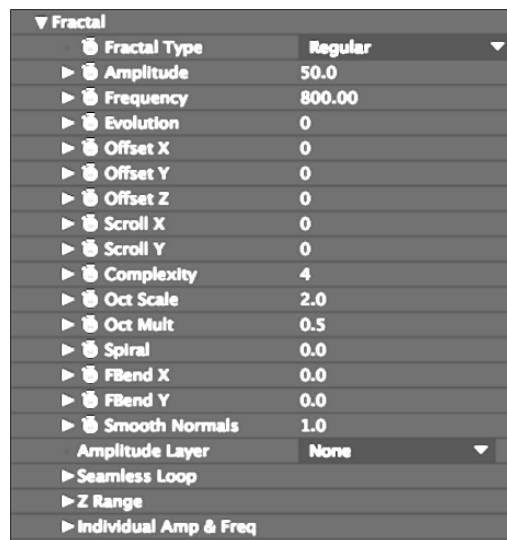 Fractal
Fractal Type Regular
Amplitude 50.0
Frequency 800.00
Evolution 0
Offset X 0
Offset Y 0
Offset Z 0
Scroll X 0
Scroll Y 0
Complexity 4
Oct Scale 2.0
Oct Mult 0.5
Spiral 0.0
FBend X 0.0
FBend Y 0.0
Smooth Normals 1.0
Amplitude Layer None
Seamless Loop
Z Range
Individual Amp & Freq